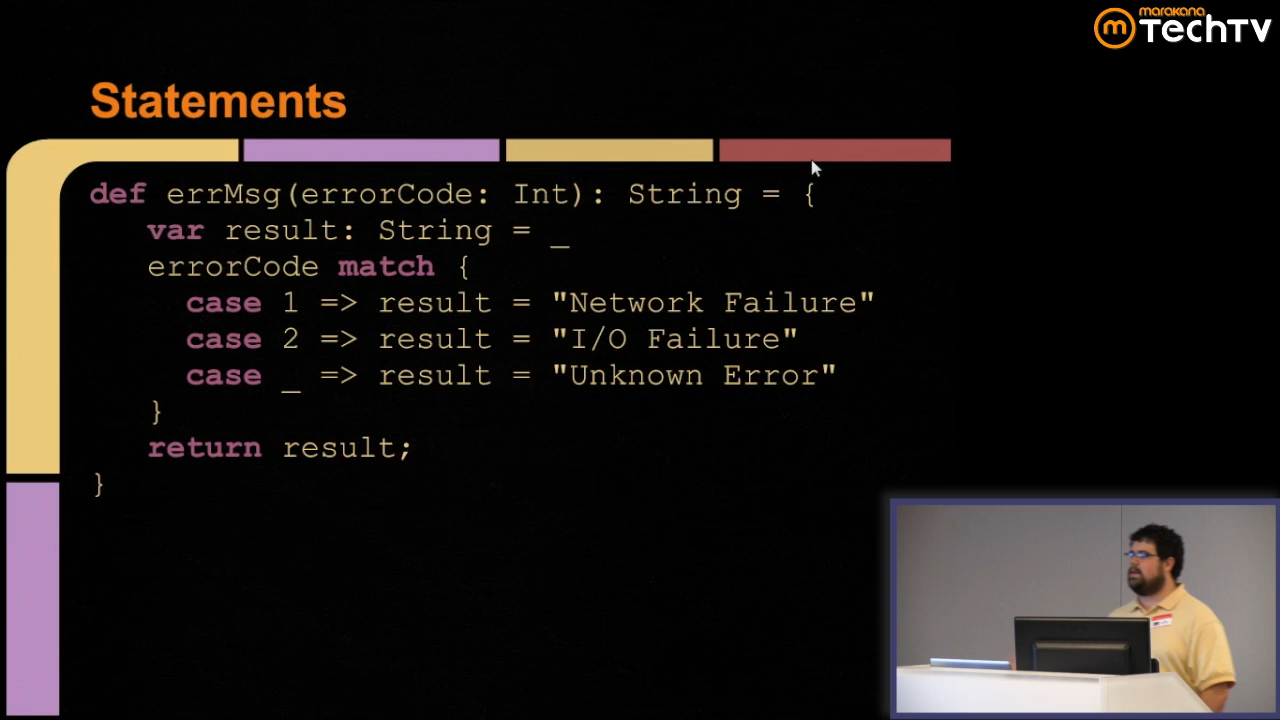 marakana
TechTV
Statements
def errMsg(errorCode: Int): String = {
var result: String = _
errorCode match {
case 1 => result = "Network Failure"
case 2 => result = "I/O Failure"
case _ => result = "Unknown Error"
}
return result;
}